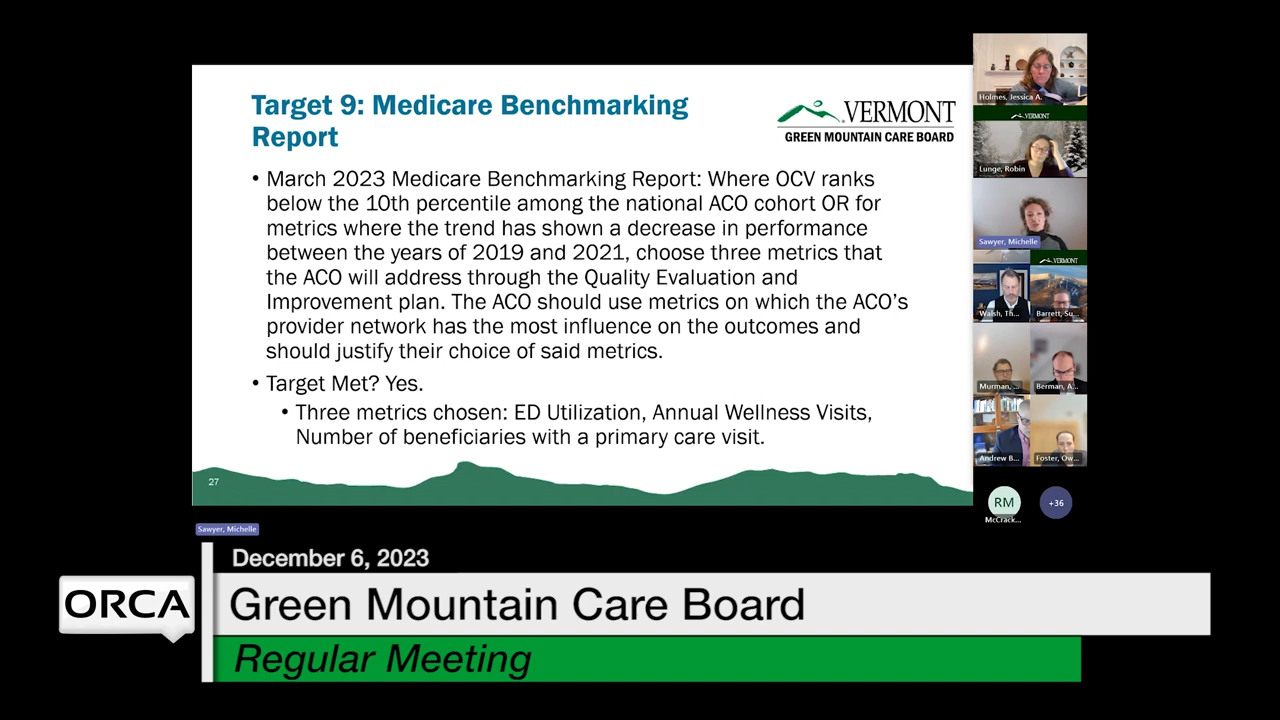 Target 9: Medicare Benchmarking
Report
VERMONT
GREEN MOUNTAIN CARE BOARD
• March 2023 Medicare Benchmarking Report: Where OCV ranks
below the 10th percentile among the national ACO cohort OR for
metrics where the trend has shown a decrease in performance
between the years of 2019 and 2021, choose three metrics that
the ACO will address through the Quality Evaluation and
Improvement plan. The ACO should use metrics on which the ACO’s
provider network has the most influence on the outcomes and
should justify their choice of said metrics.
• Target Met? Yes.
• Three metrics chosen: ED Utilization, Annual Wellness Visits,
Number of beneficiaries with a primary care visit.
27
Holmes, Jessica A.
VERMONT
Lunge, Robin
Sawyer, Michelle
VERMONT
Walsh, Th...
Barrett, Su...
Murman, ...
Berman, A...
Andrew B...
Foster, Ow...
RM
+36
McCrack...
Sawyer, Michelle
December 6, 2023
ORCA
Green Mountain Care Board
Regular Meeting